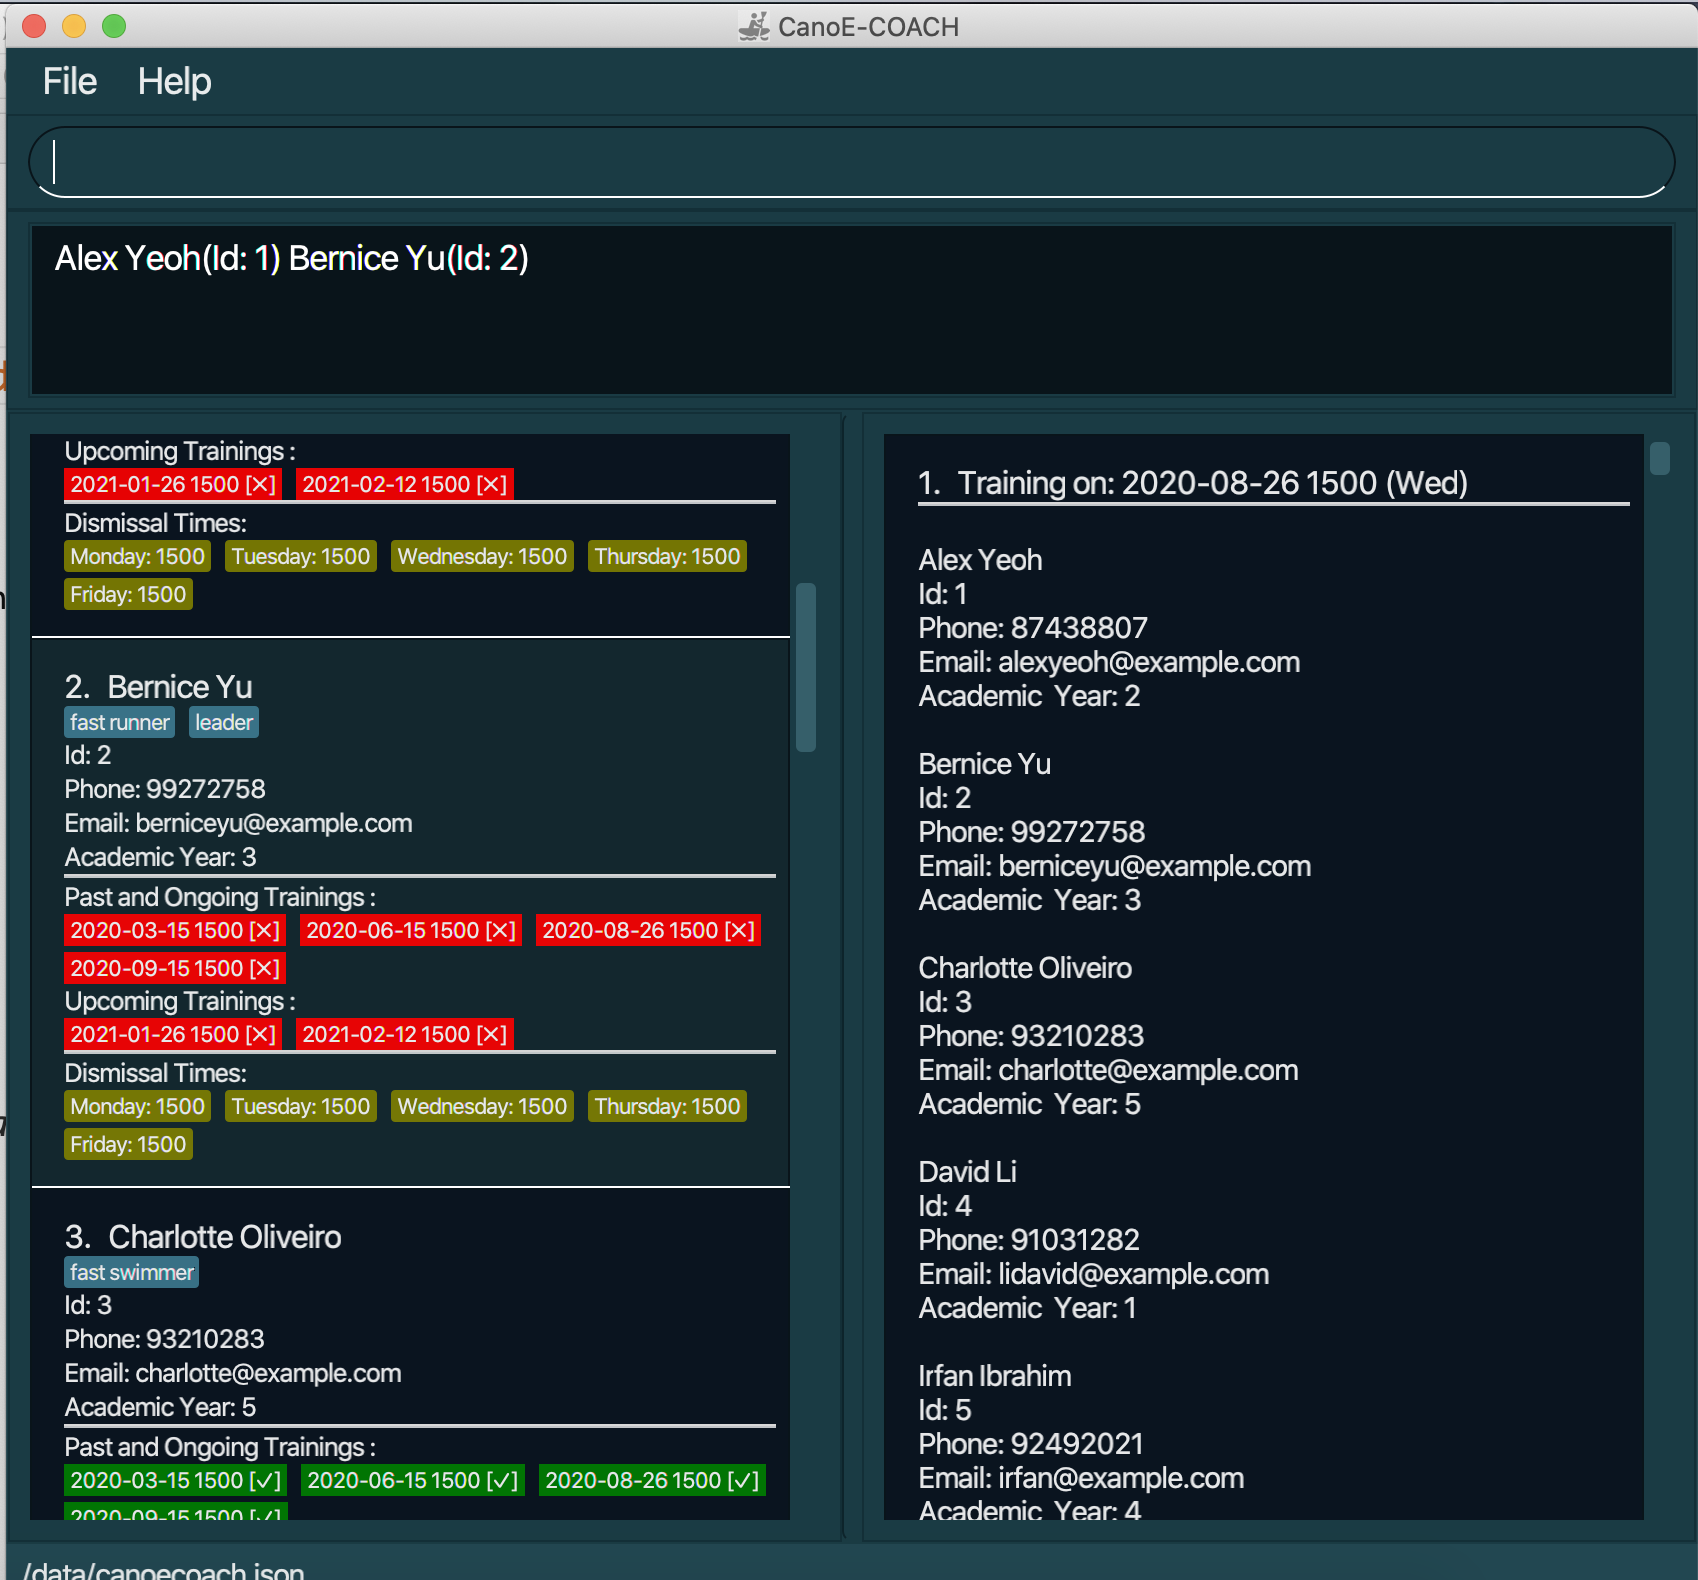 CanoE-COACH
File Help
Alex Yeoh(Id: 1) Bernice Yu(Id: 2)
Upcoming Trainings :
2021-01-26 1500 [✕] 2021-02-12 1500 [✕]
Dismissal Times:
Monday: 1500 Tuesday: 1500 Wednesday: 1500 Thursday: 1500
Friday: 1500
2. Bernice Yu
fast runner leader
Id: 2
Phone: 99272758
Email: berniceyu@example.com
Academic Year: 3
Past and Ongoing Trainings :
2020-03-15 1500 [✕] 2020-06-15 1500 [✕] 2020-08-26 1500 [✕]
2020-09-15 1500 [✕]
Upcoming Trainings :
2021-01-26 1500 [✕] 2021-02-12 1500 [✕]
Dismissal Times:
Monday: 1500 Tuesday: 1500 Wednesday: 1500 Thursday: 1500
Friday: 1500
3. Charlotte Oliveiro
fast swimmer
Id: 3
Phone: 93210283
Email: charlotte@example.com
Academic Year: 5
Past and Ongoing Trainings :
2020-03-15 1500 [✓] 2020-06-15 1500 [✓] 2020-08-26 1500 [✓]
2020-09-15 1500 [✓]
1. Training on: 2020-08-26 1500 (Wed)
Alex Yeoh
Id: 1
Phone: 87438807
Email: alexyeoh@example.com
Academic Year: 2
Bernice Yu
Id: 2
Phone: 99272758
Email: berniceyu@example.com
Academic Year: 3
Charlotte Oliveiro
Id: 3
Phone: 93210283
Email: charlotte@example.com
Academic Year: 5
David Li
Id: 4
Phone: 91031282
Email: lidavid@example.com
Academic Year: 1
Irfan Ibrahim
Id: 5
Phone: 92492021
Email: irfan@example.com
Academic Year: 4
/data/canoecoach.json